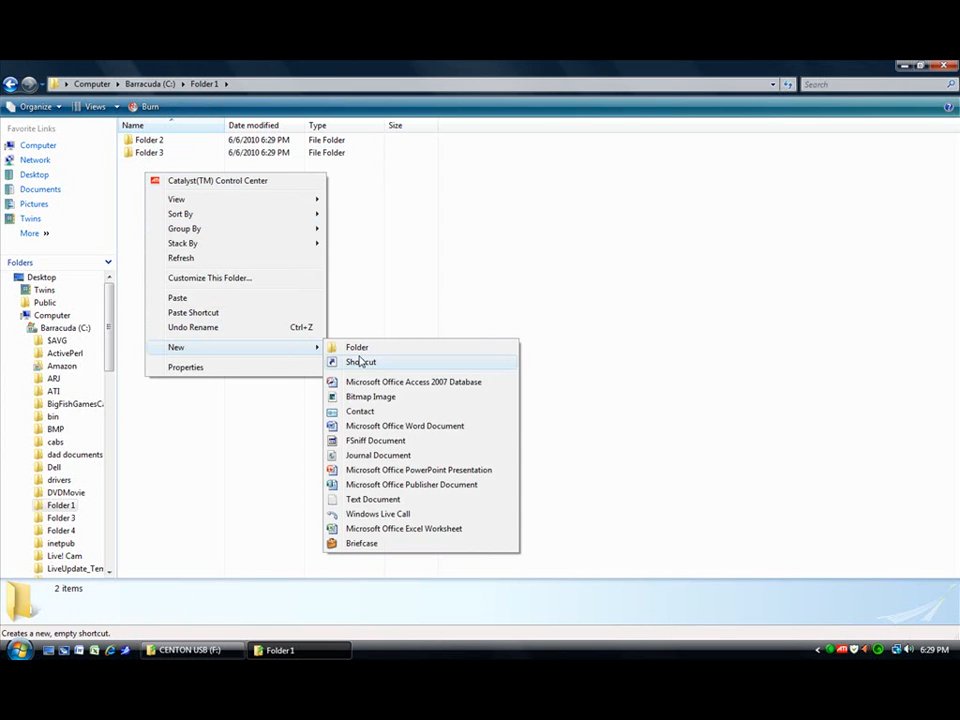 Computer ▸ Barracuda (C:) ▸ Folder 1 ▸
Search
Organize Views Burn
Favorite Links
Computer
Network
Desktop
Documents
Pictures
Twins
More »
Folders
Desktop
Twins
Public
Computer
Barracuda (C:)
$AVG
ActivePerl
Amazon
ARJ
ATI
BigFishGamesCa
bin
BMP
cabs
dad documents
Dell
drivers
DVDMovie
Folder 1
Folder 3
Folder 4
inetpub
Live! Cam
LiveUpdate_Tem
Name Date modified Type Size
Folder 2 6/6/2010 6:29 PM File Folder
Folder 3 6/6/2010 6:29 PM File Folder
Catalyst(TM) Control Center
View
Sort By
Group By
Stack By
Refresh
Customize This Folder...
Paste
Paste Shortcut
Undo Rename Ctrl+Z
New
Properties
Folder
Shortcut
Microsoft Office Access 2007 Database
Bitmap Image
Contact
Microsoft Office Word Document
FSniff Document
Journal Document
Microsoft Office PowerPoint Presentation
Microsoft Office Publisher Document
Text Document
Windows Live Call
Microsoft Office Excel Worksheet
Briefcase
2 items
Creates a new, empty shortcut.
CENTON USB (F:) Folder 1 6:29 PM